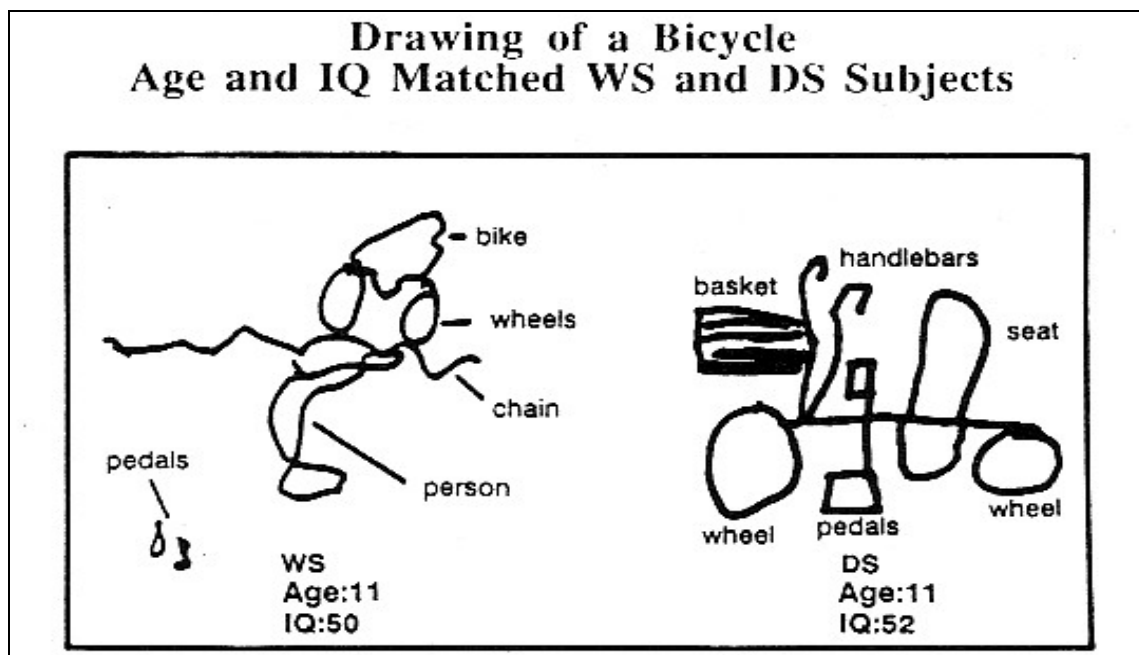 Drawing of a Bicycle
Age and IQ Matched WS and DS Subjects
bike
wheels
chain
person
pedals
WS
Age:11
IQ:50
handlebars
basket
seat
wheel
pedals
wheel
DS
Age:11
IQ:52